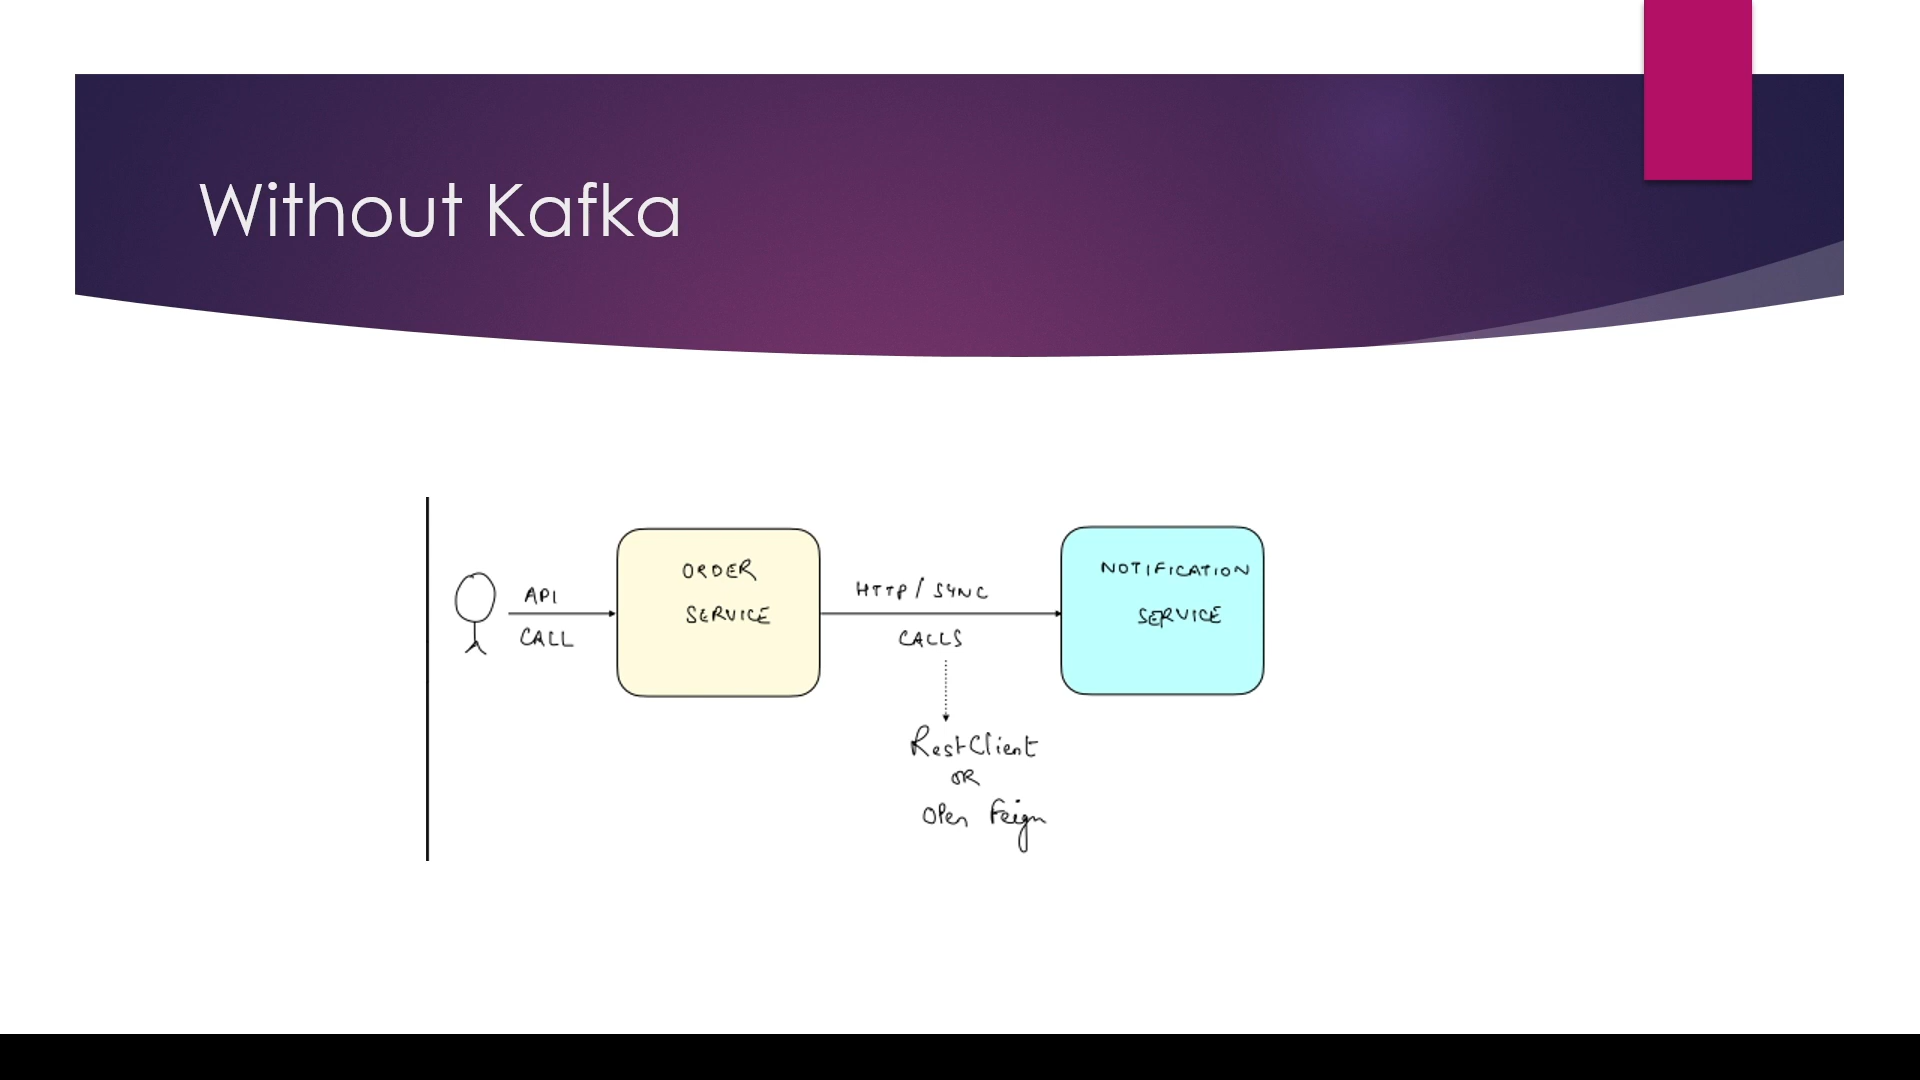 Without Kafka
API
CALL
ORDER
SERVICE
HTTP / SYNC
CALLS
NOTIFICATION
SERVICE
RestClient
OR
OPen Feign